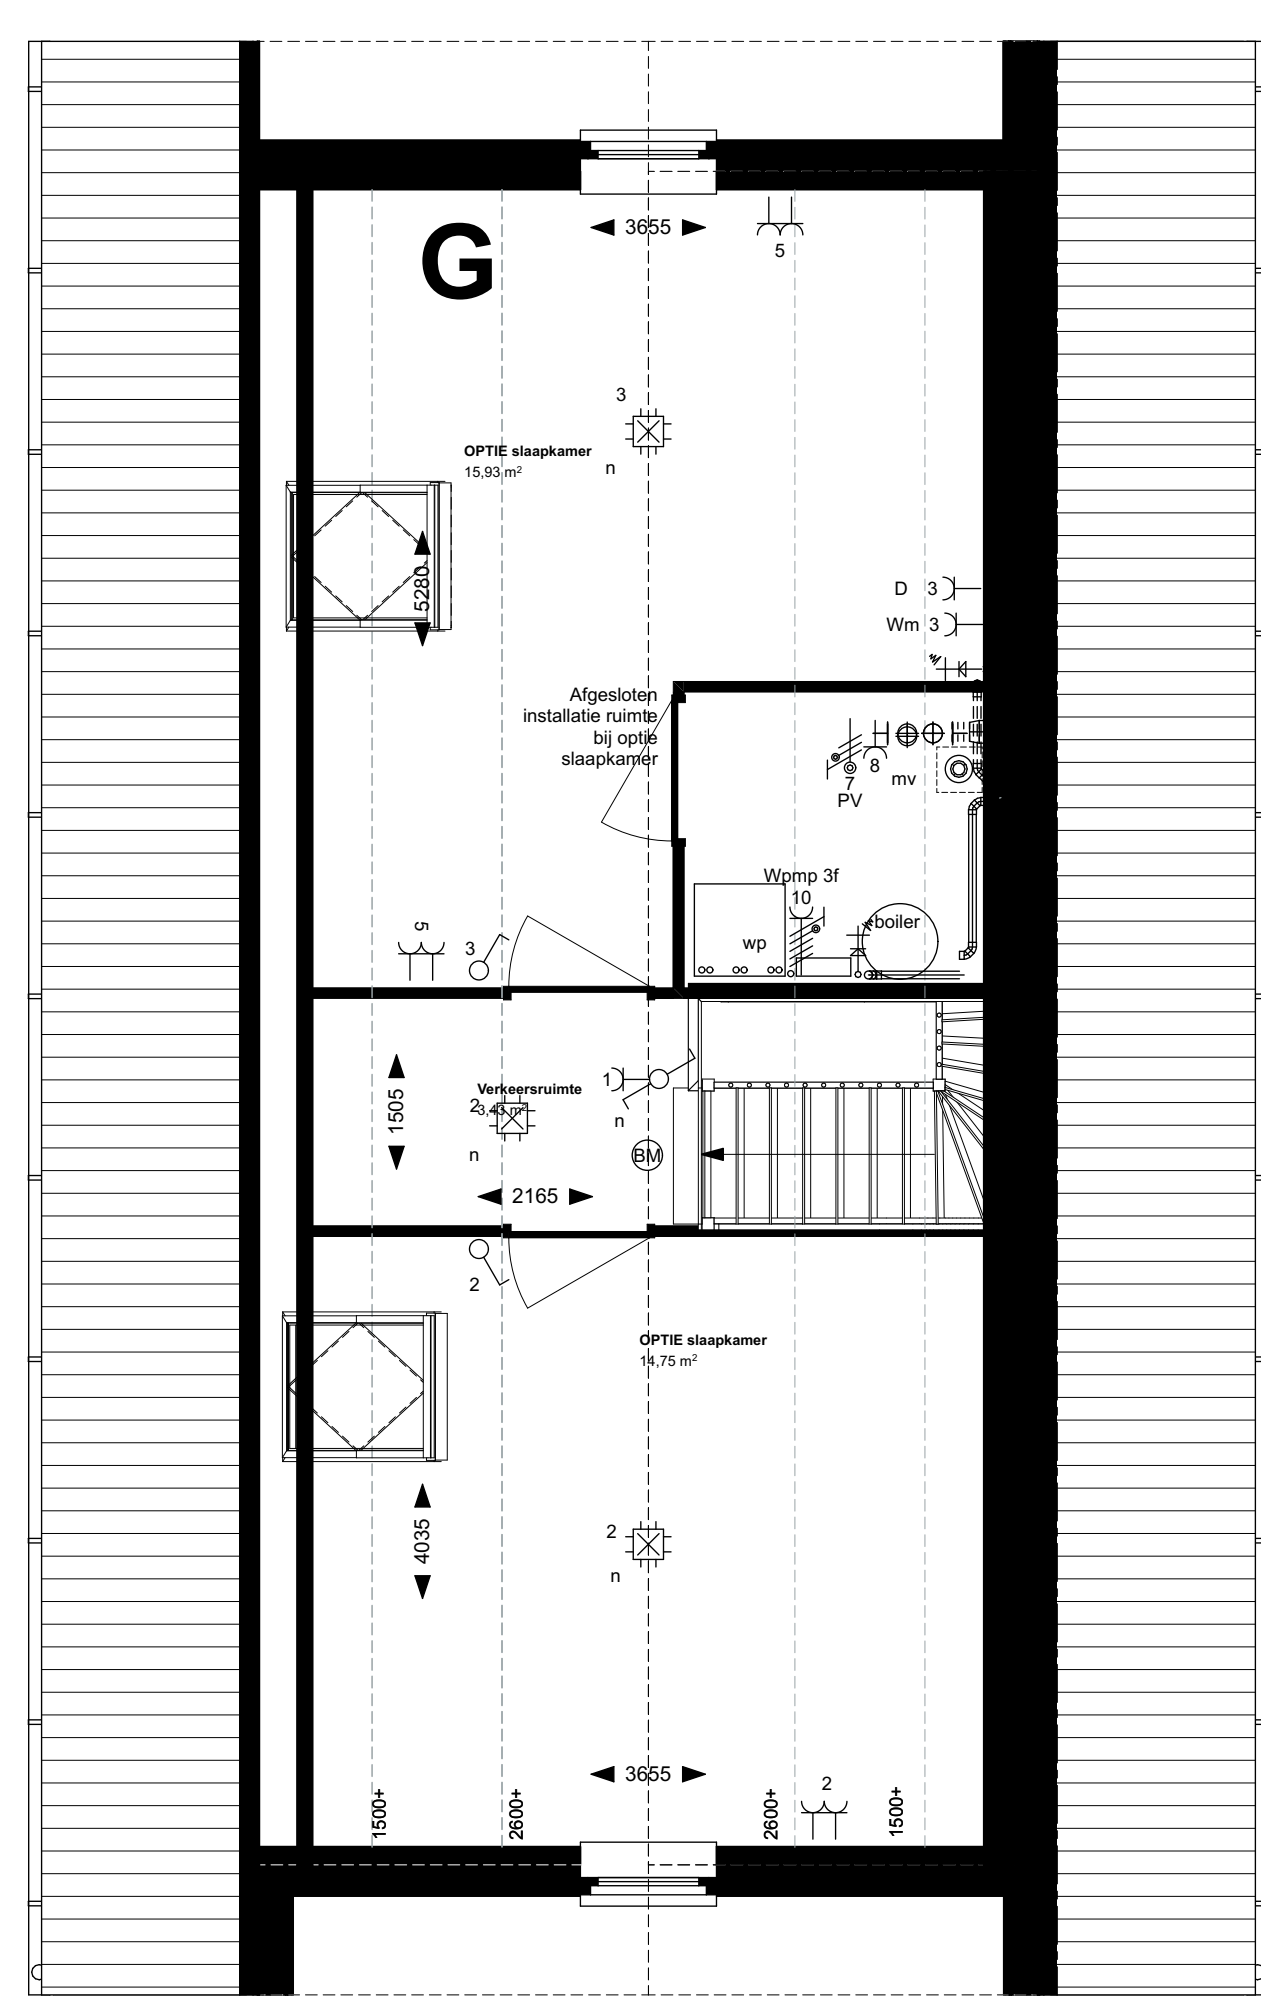 3655
5
G
3
OPTIE slaapkamer
15,93 m²
n
5280
D 3
Wm 3
Afgesloten
installatie ruimte
bij optie
slaapkamer
8
7
mv
PV
Wpmp 3f
10
boiler
wp
5
3
1505
Verkeersruimte
2
3,43 m²
n
1
n
BM
2165
2
OPTIE slaapkamer
14,75 m²
4035
2
n
3655
1500+
2600+
2600+
2
1500+